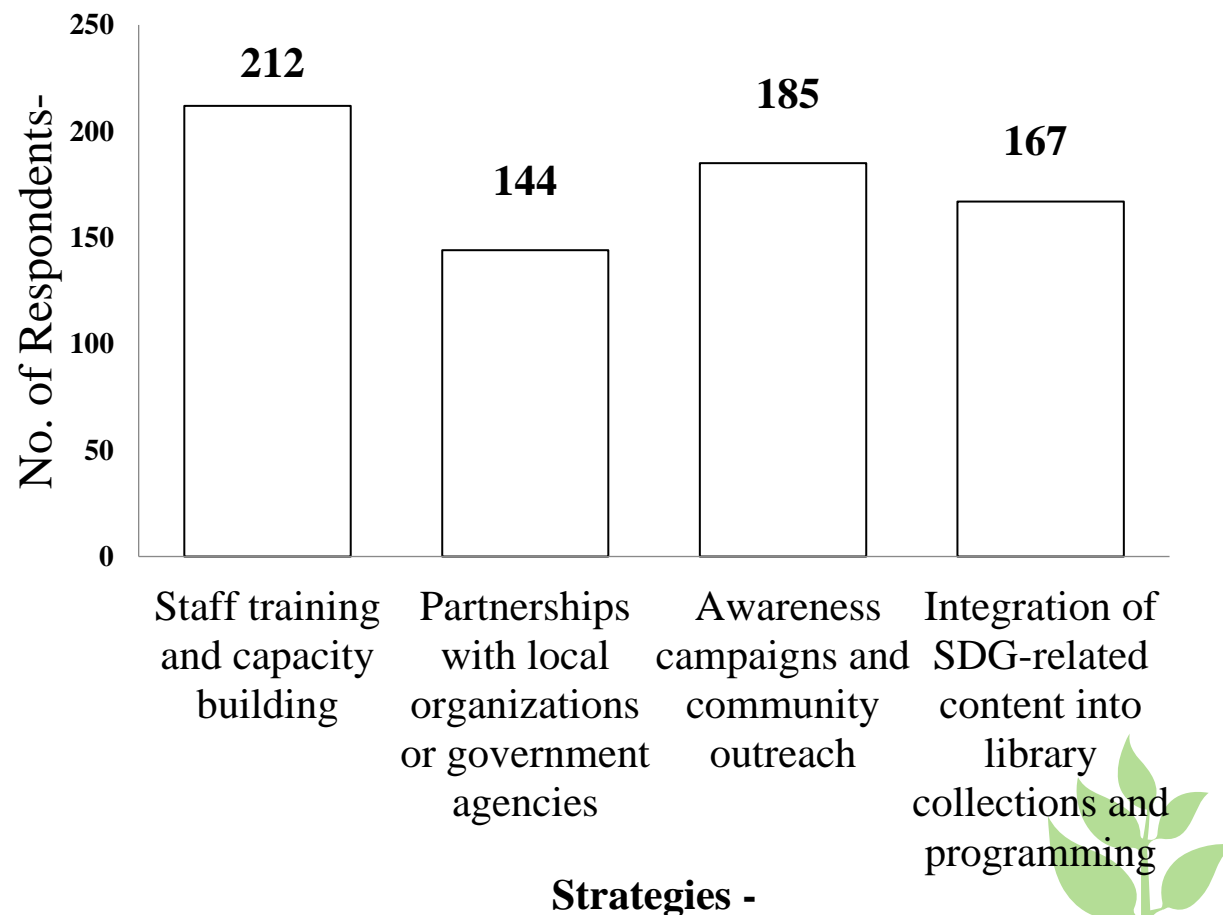 250
200
150
100
50
0
No. of Respondents-
212
144
185
167
Staff training
and capacity
building
Partnerships
with local
organizations
or government
agencies
Awareness
campaigns and
community
outreach
Integration of
SDG-related
content into
library
collections and
programming
Strategies -